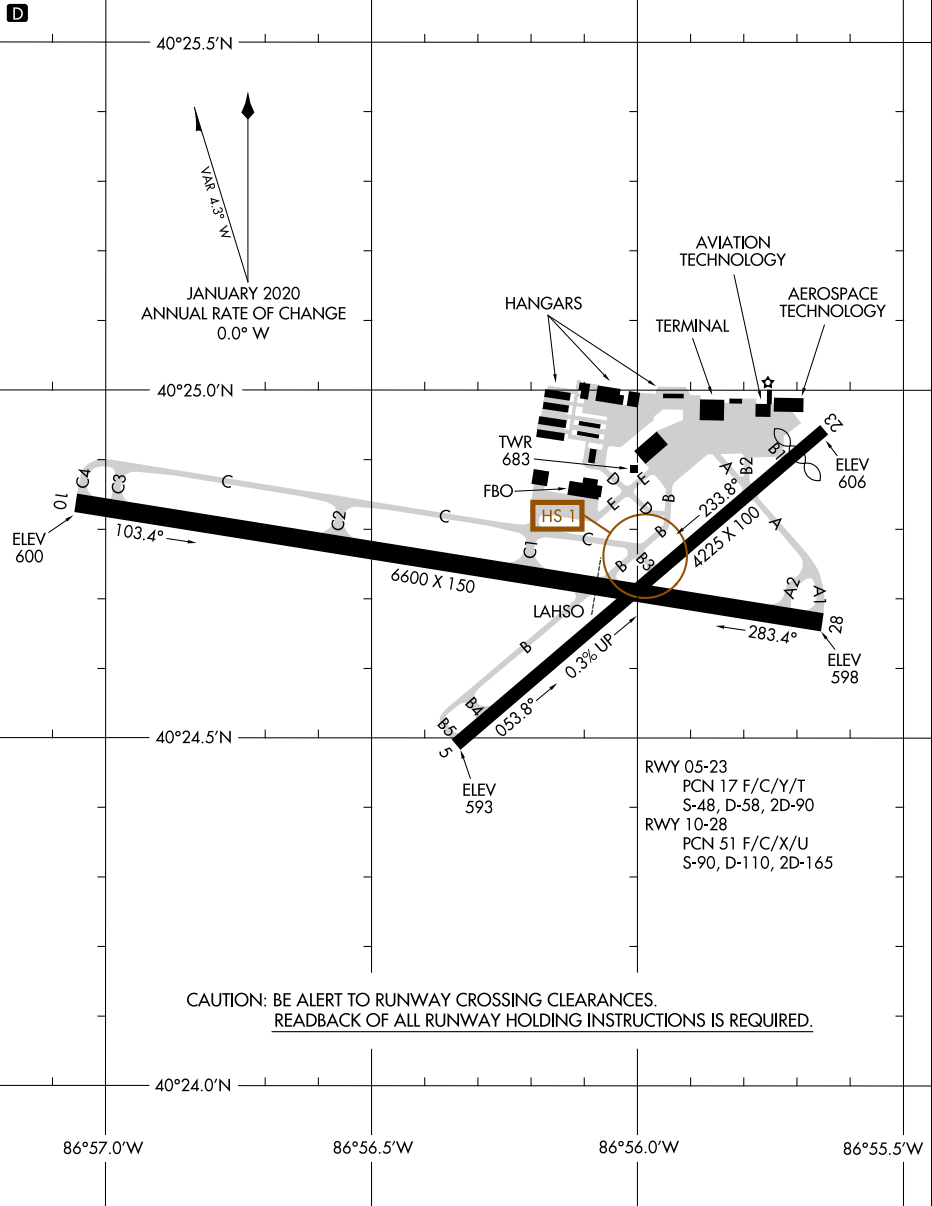 D
40°25.5'N
VAR 4.3° W
JANUARY 2020
ANNUAL RATE OF CHANGE
0.0° W
AVIATION
TECHNOLOGY
HANGARS
TERMINAL
AEROSPACE
TECHNOLOGY
40°25.0'N
TWR
683
FBO
HS 1
23
ELEV
606
B1
B2
A
A
D
E
E
D
B
B
233.8°
4225 X 100
C4
C3
C
C2
C
C1
C
B
B3
10
ELEV
600
103.4°
6600 X 150
LAHSO
A2
A1
28
283.4°
ELEV
598
B
0.3% UP
053.8°
B4
B5
5
40°24.5'N
ELEV
593
RWY 05-23
PCN 17 F/C/Y/T
S-48, D-58, 2D-90
RWY 10-28
PCN 51 F/C/X/U
S-90, D-110, 2D-165
CAUTION: BE ALERT TO RUNWAY CROSSING CLEARANCES.
READBACK OF ALL RUNWAY HOLDING INSTRUCTIONS IS REQUIRED.
40°24.0'N
86°57.0'W
86°56.5'W
86°56.0'W
86°55.5'W